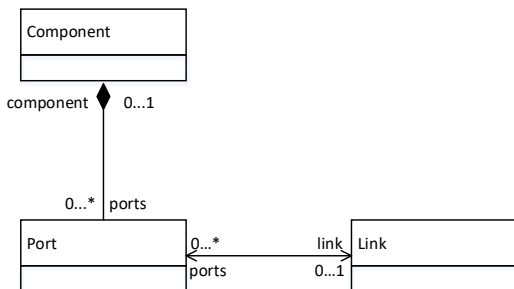 Component
component 0...1
0...* ports
Port 0...* link Link
ports 0...1